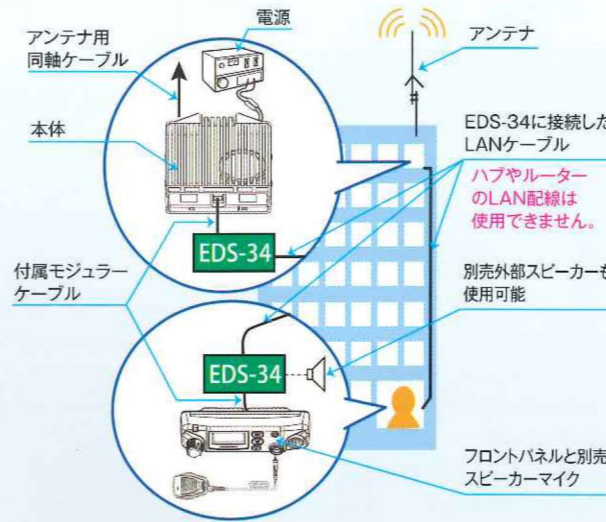 電源
アンテナ
アンテナ用
同軸ケーブル
本体
EDS-34に接続した
LANケーブル
ハブやルーター
のLAN配線は
使用できません。
EDS-34
付属モジュラー
ケーブル
別売外部スピーカーも
使用可能
EDS-34
フロントパネルと別売
スピーカーマイク